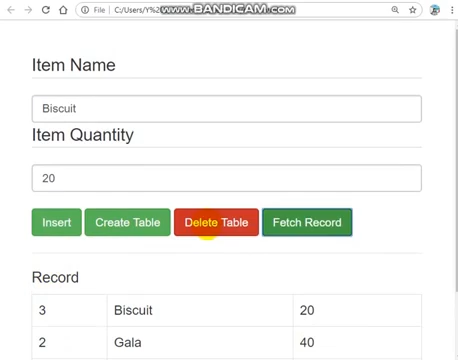 File C:/Users/Y%20
www.BANDICAM.com
Item Name
Biscuit
Item Quantity
20
Insert Create Table Delete Table Fetch Record
Record
3 Biscuit 20
2 Gala 40